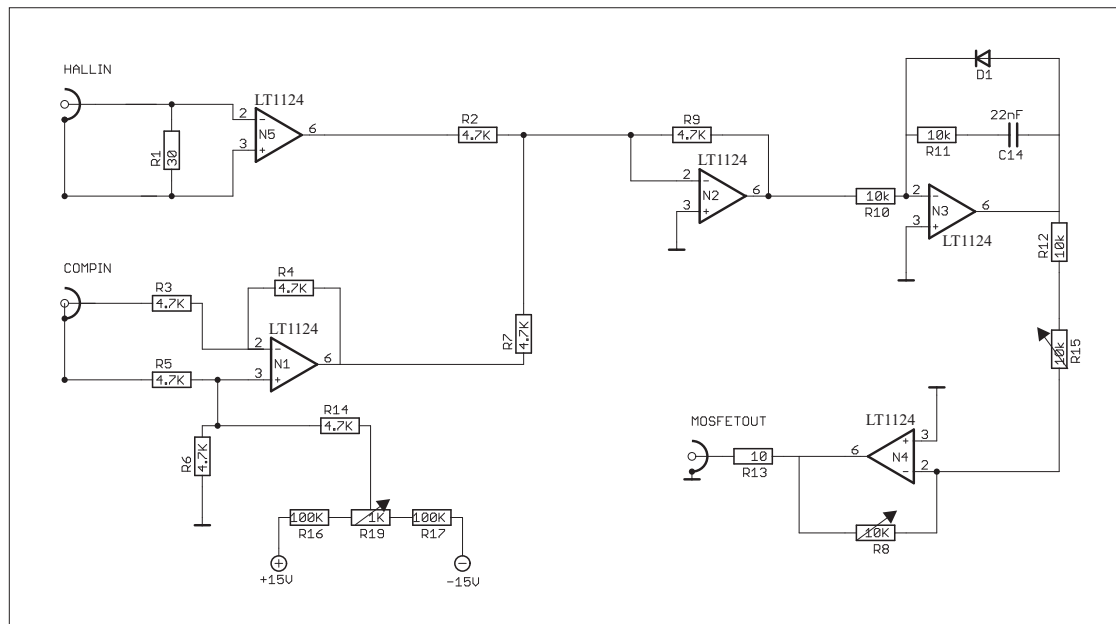 HALLIN
LT1124
2
3
N5
6
R1
30
R2
4.7K
R9
4.7K
LT1124
2
3
N2
6
D1
22nF
10k
R11
C14
10k
R10
2
3
N3
6
LT1124
R12
10k
10k
R15
COMPIN
R3
4.7K
R4
4.7K
LT1124
2
3
N1
6
R5
4.7K
R7
4.7K
R14
4.7K
R6
4.7K
100K
R16
1K
R19
100K
R17
+15V
-15V
MOSFETOUT
10
R13
LT1124
6
N4
3
2
10K
R8
+
−